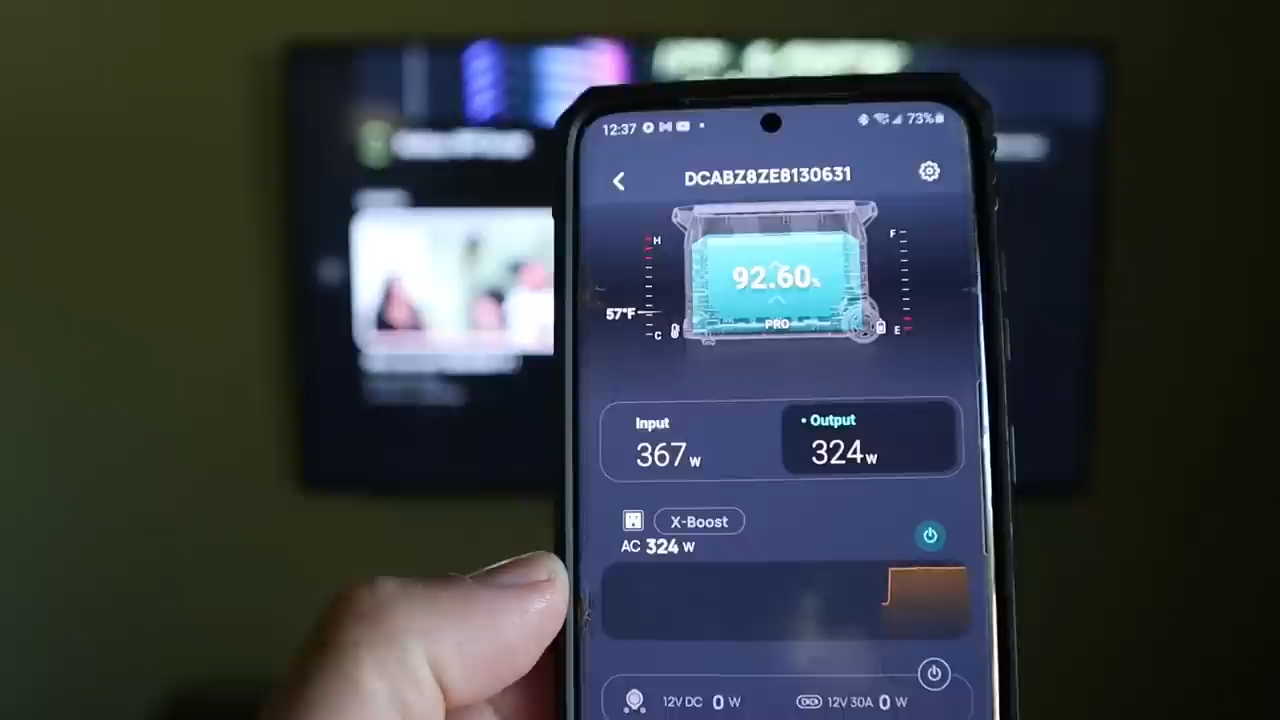 12:37 73%
DCABZ8ZE8130631
H F
92.60%
57°F
PRO
C E
Input • Output
367 W 324 W
X-Boost
AC 324 W
12V DC 0 W 12V 30A 0 W